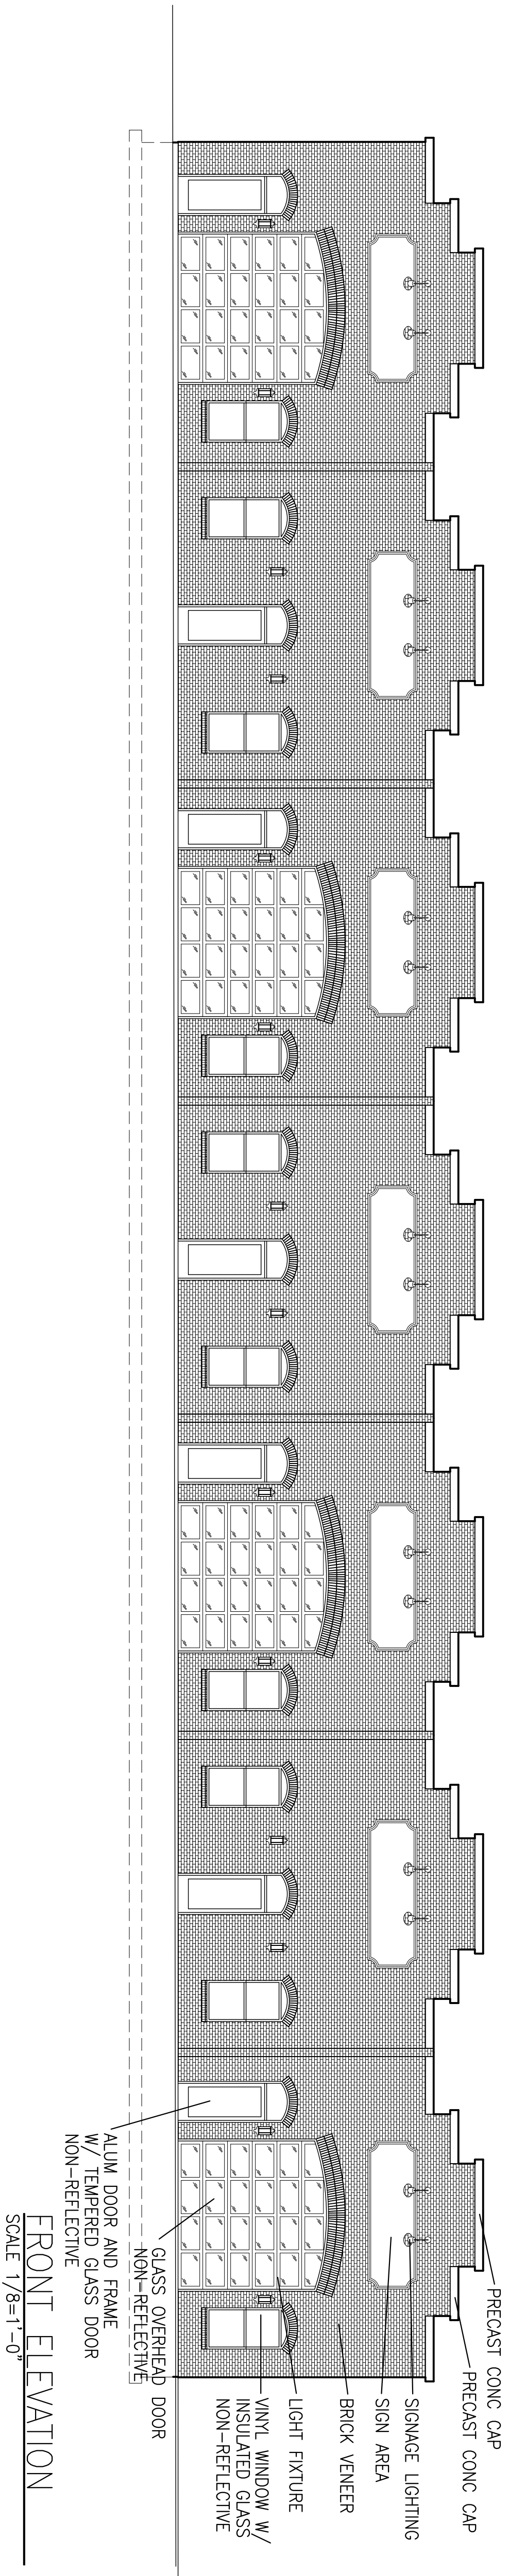 PRECAST CONC CAP
PRECAST CONC CAP
SIGNAGE LIGHTING
SIGN AREA
BRICK VENEER
LIGHT FIXTURE
VINYL WINDOW W/
INSULATED GLASS
NON-REFLECTIVE
GLASS OVERHEAD DOOR
NON-REFLECTIVE
ALUM DOOR AND FRAME
W/ TEMPERED GLASS DOOR
NON-REFLECTIVE
FRONT ELEVATION
SCALE 1/8=1'-0"